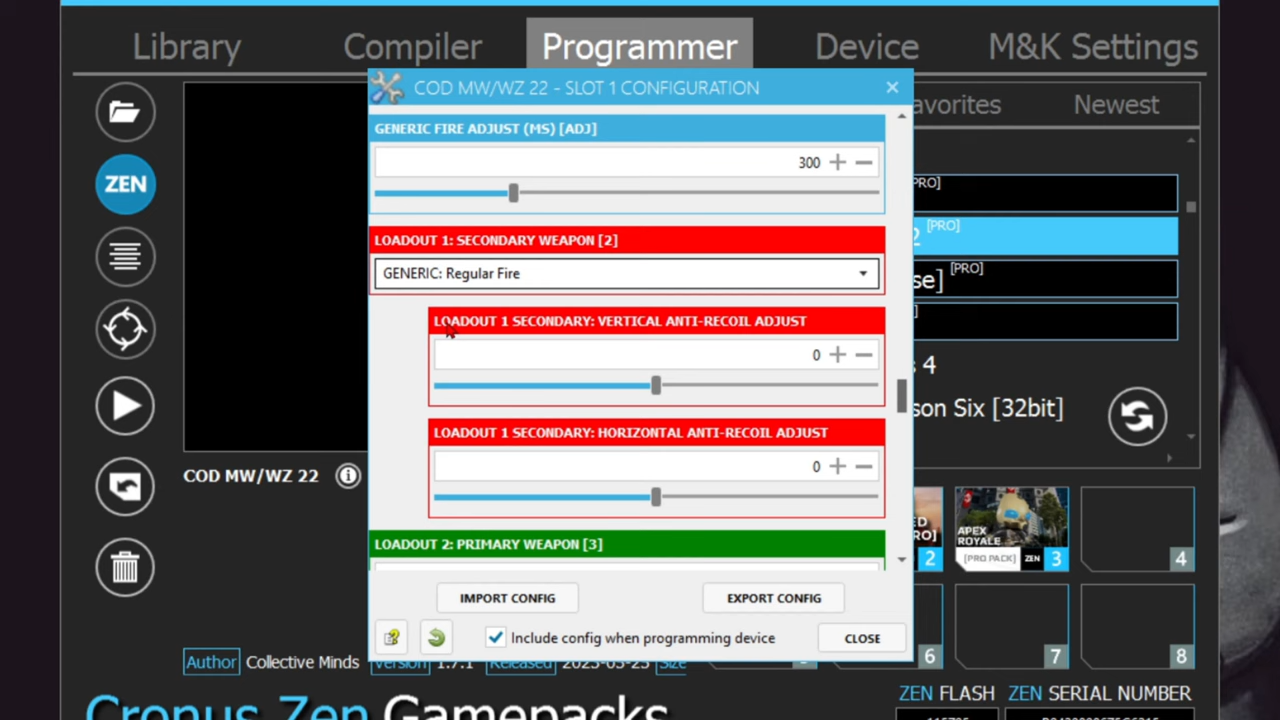 Library
Compiler
Programmer
Device
M&K Settings
COD MW/WZ 22 - SLOT 1 CONFIGURATION
avorites
Newest
GENERIC FIRE ADJUST (MS) [ADJ]
300
PRO]
2 [PRO]
LOADOUT 1: SECONDARY WEAPON [2]
GENERIC: Regular Fire
se] [PRO]
LOADOUT 1 SECONDARY: VERTICAL ANTI-RECOIL ADJUST
0
4
son Six [32bit]
LOADOUT 1 SECONDARY: HORIZONTAL ANTI-RECOIL ADJUST
0
ZEN
COD MW/WZ 22
LOADOUT 2: PRIMARY WEAPON [3]
IMPORT CONFIG
EXPORT CONFIG
Include config when programming device
CLOSE
ED
RO]
2
APEX
ROYALE
[PRO PACK]
ZEN
3
4
6
7
8
Author
Collective Minds
Version
1.7.1
Released
2023-03-23
Size
Cronus Zen Gamepacks
ZEN FLASH
ZEN SERIAL NUMBER